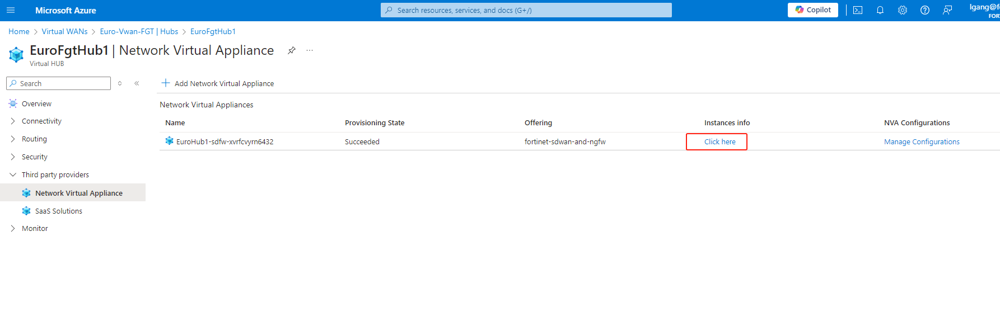 Microsoft Azure
Search resources, services, and docs (G+/)
Copilot
lgang@f
FOR
Home > Virtual WANs > Euro-Vwan-FGT | Hubs > EuroFgtHub1
EuroFgtHub1 | Network Virtual Appliance
Virtual HUB
Search
Add Network Virtual Appliance
Overview
Connectivity
Routing
Security
Third party providers
Network Virtual Appliance
SaaS Solutions
Monitor
Network Virtual Appliances
Name Provisioning State Offering Instances info NVA Configurations
EuroHub1-sdfw-xvrfcvyrn6432 Succeeded fortinet-sdwan-and-ngfw Click here Manage Configurations